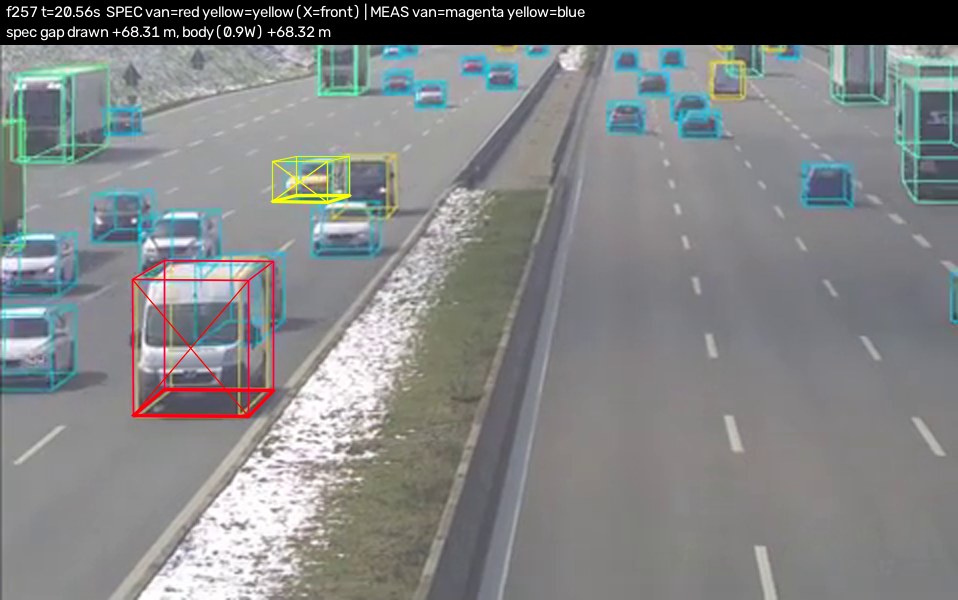 f257 t=20.56s SPEC van=red yellow=yellow (X=front) | MEAS van=magenta yellow=blue
spec gap drawn +68.31 m, body (0.9W) +68.32 m